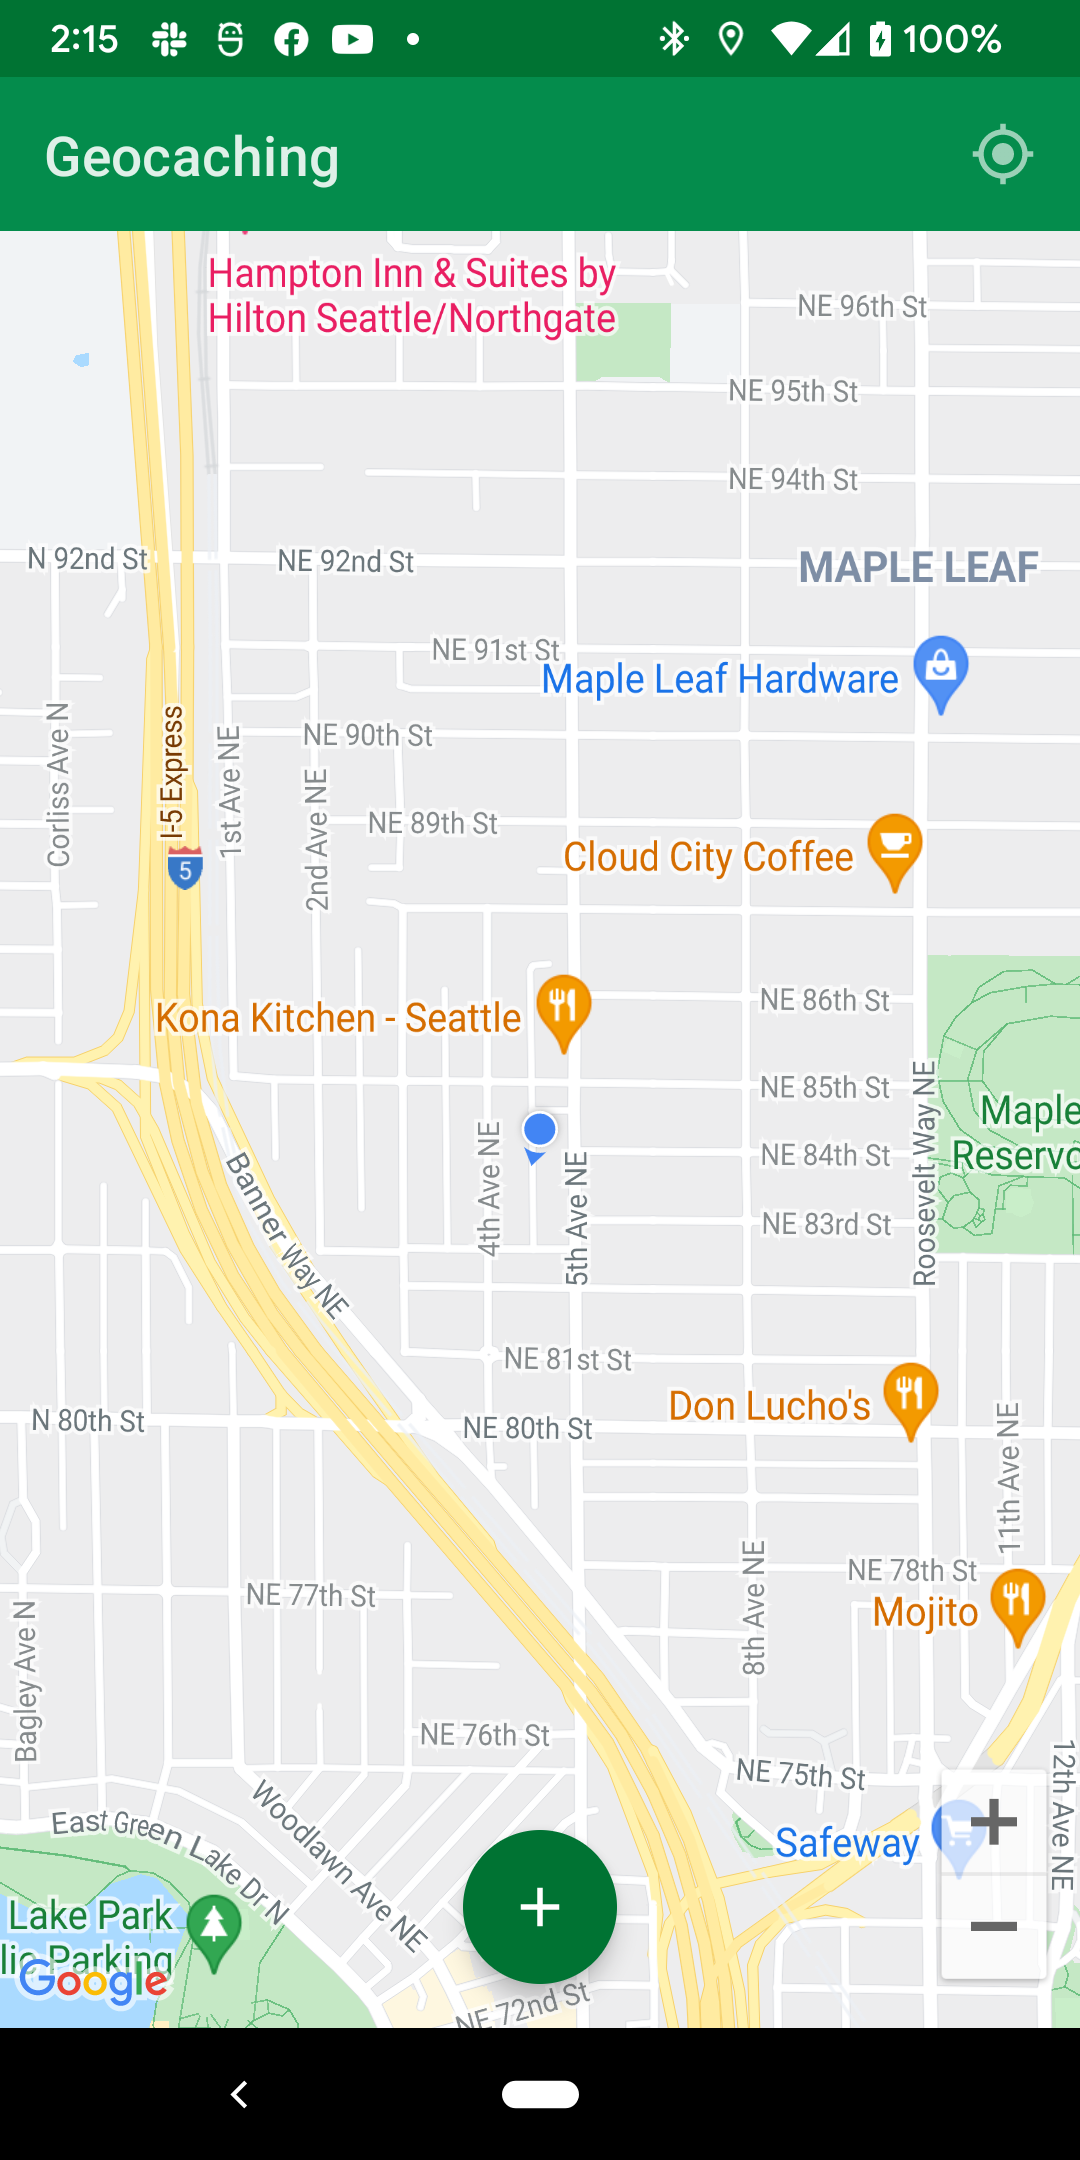 2:15
100%
Geocaching
Hampton Inn & Suites by
Hilton Seattle/Northgate
NE 96th St
NE 95th St
NE 94th St
N 92nd St
NE 92nd St
MAPLE LEAF
NE 91st St
Maple Leaf Hardware
NE 90th St
Corliss Ave N
I-5 Express
1st Ave NE
2nd Ave NE
NE 89th St
Cloud City Coffee
5
Kona Kitchen - Seattle
NE 86th St
NE 85th St
Maple
Reservo
NE 84th St
4th Ave NE
5th Ave NE
Roosevelt Way NE
Banner Way NE
NE 83rd St
NE 81st St
Don Lucho's
N 80th St
NE 80th St
11th Ave NE
NE 78th St
NE 77th St
Mojito
8th Ave NE
Bagley Ave N
NE 76th St
NE 75th St
12th Ave NE
East Green Lake Dr N
Woodlawn Ave NE
Safeway
Lake Park
lic Parking
Google
NE 72nd St